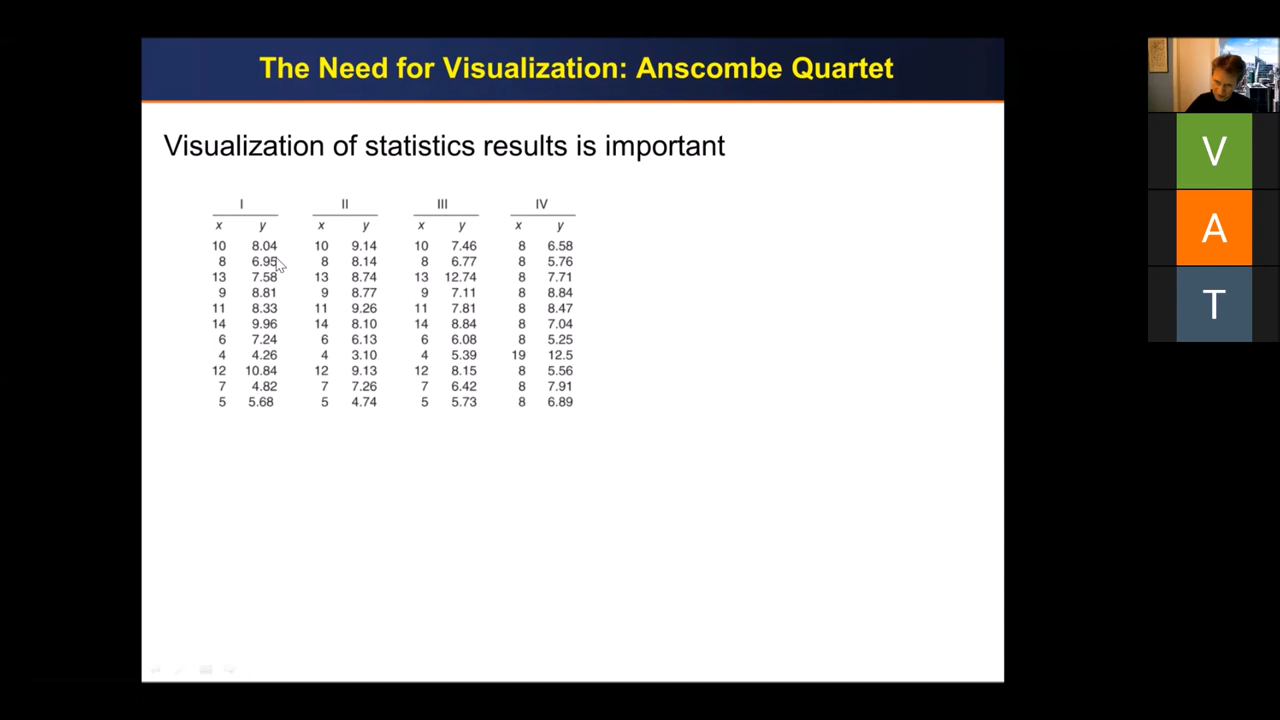 The Need for Visualization: Anscombe Quartet
Visualization of statistics results is important
I II III IV
x y x y x y x y
10 8.04 10 9.14 10 7.46 8 6.58
8 6.95 8 8.14 8 6.77 8 5.76
13 7.58 13 8.74 13 12.74 8 7.71
9 8.81 9 8.77 9 7.11 8 8.84
11 8.33 11 9.26 11 7.81 8 8.47
14 9.96 14 8.10 14 8.84 8 7.04
6 7.24 6 6.13 6 6.08 8 5.25
4 4.26 4 3.10 4 5.39 19 12.5
12 10.84 12 9.13 12 8.15 8 5.56
7 4.82 7 7.26 7 6.42 8 7.91
5 5.68 5 4.74 5 5.73 8 6.89
V
A
T